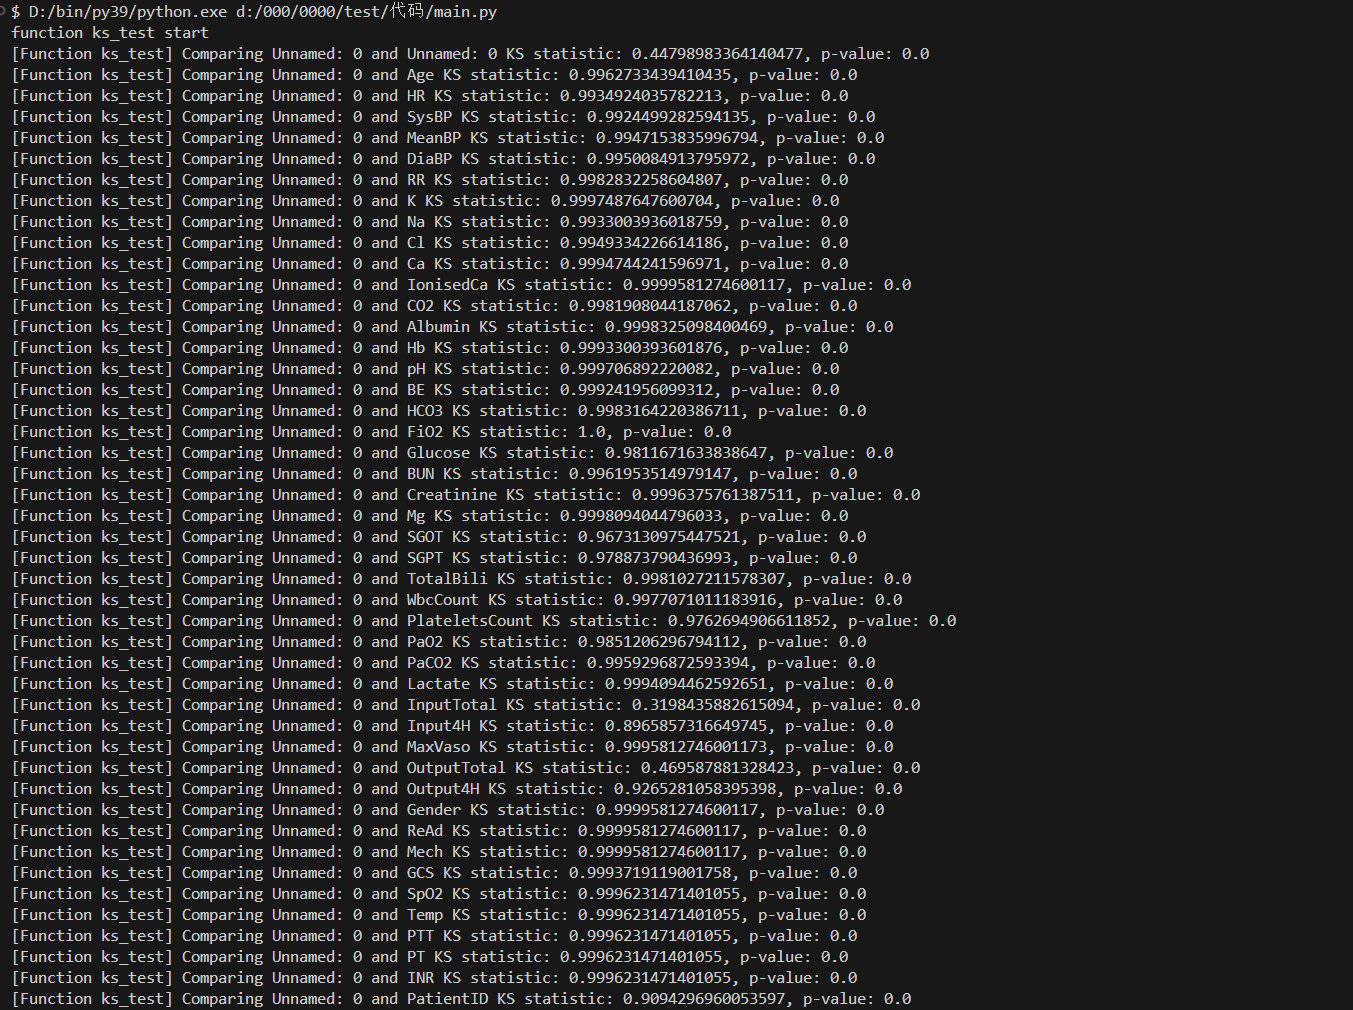 $ D:/bin/py39/python.exe d:/000/0000/test/代码/main.py
function ks_test start
[Function ks_test] Comparing Unnamed: 0 and Unnamed: 0 KS statistic: 0.44798983364140477, p-value: 0.0
[Function ks_test] Comparing Unnamed: 0 and Age KS statistic: 0.9962733439410435, p-value: 0.0
[Function ks_test] Comparing Unnamed: 0 and HR KS statistic: 0.9934924035782213, p-value: 0.0
[Function ks_test] Comparing Unnamed: 0 and SysBP KS statistic: 0.9924499282594135, p-value: 0.0
[Function ks_test] Comparing Unnamed: 0 and MeanBP KS statistic: 0.9947153835996794, p-value: 0.0
[Function ks_test] Comparing Unnamed: 0 and DiaBP KS statistic: 0.9950084913795972, p-value: 0.0
[Function ks_test] Comparing Unnamed: 0 and RR KS statistic: 0.9982832258604807, p-value: 0.0
[Function ks_test] Comparing Unnamed: 0 and K KS statistic: 0.9997487647600704, p-value: 0.0
[Function ks_test] Comparing Unnamed: 0 and Na KS statistic: 0.9933003936018759, p-value: 0.0
[Function ks_test] Comparing Unnamed: 0 and Cl KS statistic: 0.9949334226614186, p-value: 0.0
[Function ks_test] Comparing Unnamed: 0 and Ca KS statistic: 0.9994744241596971, p-value: 0.0
[Function ks_test] Comparing Unnamed: 0 and IonisedCa KS statistic: 0.9999581274600117, p-value: 0.0
[Function ks_test] Comparing Unnamed: 0 and CO2 KS statistic: 0.9981908044187062, p-value: 0.0
[Function ks_test] Comparing Unnamed: 0 and Albumin KS statistic: 0.9998325098400469, p-value: 0.0
[Function ks_test] Comparing Unnamed: 0 and Hb KS statistic: 0.9993300393601876, p-value: 0.0
[Function ks_test] Comparing Unnamed: 0 and pH KS statistic: 0.999706892220082, p-value: 0.0
[Function ks_test] Comparing Unnamed: 0 and BE KS statistic: 0.999241956099312, p-value: 0.0
[Function ks_test] Comparing Unnamed: 0 and HCO3 KS statistic: 0.9983164220386711, p-value: 0.0
[Function ks_test] Comparing Unnamed: 0 and FiO2 KS statistic: 1.0, p-value: 0.0
[Function ks_test] Comparing Unnamed: 0 and Glucose KS statistic: 0.9811671633838647, p-value: 0.0
[Function ks_test] Comparing Unnamed: 0 and BUN KS statistic: 0.9961953514979147, p-value: 0.0
[Function ks_test] Comparing Unnamed: 0 and Creatinine KS statistic: 0.9996375761387511, p-value: 0.0
[Function ks_test] Comparing Unnamed: 0 and Mg KS statistic: 0.9998094044796033, p-value: 0.0
[Function ks_test] Comparing Unnamed: 0 and SGOT KS statistic: 0.9673130975447521, p-value: 0.0
[Function ks_test] Comparing Unnamed: 0 and SGPT KS statistic: 0.978873790436993, p-value: 0.0
[Function ks_test] Comparing Unnamed: 0 and TotalBili KS statistic: 0.9981027211578307, p-value: 0.0
[Function ks_test] Comparing Unnamed: 0 and WbcCount KS statistic: 0.9977071011183916, p-value: 0.0
[Function ks_test] Comparing Unnamed: 0 and PlateletsCount KS statistic: 0.9762694906611852, p-value: 0.0
[Function ks_test] Comparing Unnamed: 0 and PaO2 KS statistic: 0.9851206296794112, p-value: 0.0
[Function ks_test] Comparing Unnamed: 0 and PaCO2 KS statistic: 0.9959296872593394, p-value: 0.0
[Function ks_test] Comparing Unnamed: 0 and Lactate KS statistic: 0.9994094462592651, p-value: 0.0
[Function ks_test] Comparing Unnamed: 0 and InputTotal KS statistic: 0.3198435882615094, p-value: 0.0
[Function ks_test] Comparing Unnamed: 0 and Input4H KS statistic: 0.8965857316649745, p-value: 0.0
[Function ks_test] Comparing Unnamed: 0 and MaxVaso KS statistic: 0.9995812746001173, p-value: 0.0
[Function ks_test] Comparing Unnamed: 0 and OutputTotal KS statistic: 0.469587881328423, p-value: 0.0
[Function ks_test] Comparing Unnamed: 0 and Output4H KS statistic: 0.9265281058395398, p-value: 0.0
[Function ks_test] Comparing Unnamed: 0 and Gender KS statistic: 0.9999581274600117, p-value: 0.0
[Function ks_test] Comparing Unnamed: 0 and ReAd KS statistic: 0.9999581274600117, p-value: 0.0
[Function ks_test] Comparing Unnamed: 0 and Mech KS statistic: 0.9999581274600117, p-value: 0.0
[Function ks_test] Comparing Unnamed: 0 and GCS KS statistic: 0.9993719119001758, p-value: 0.0
[Function ks_test] Comparing Unnamed: 0 and SpO2 KS statistic: 0.9996231471401055, p-value: 0.0
[Function ks_test] Comparing Unnamed: 0 and Temp KS statistic: 0.9996231471401055, p-value: 0.0
[Function ks_test] Comparing Unnamed: 0 and PTT KS statistic: 0.9996231471401055, p-value: 0.0
[Function ks_test] Comparing Unnamed: 0 and PT KS statistic: 0.9996231471401055, p-value: 0.0
[Function ks_test] Comparing Unnamed: 0 and INR KS statistic: 0.9996231471401055, p-value: 0.0
[Function ks_test] Comparing Unnamed: 0 and PatientID KS statistic: 0.9094296960053597, p-value: 0.0